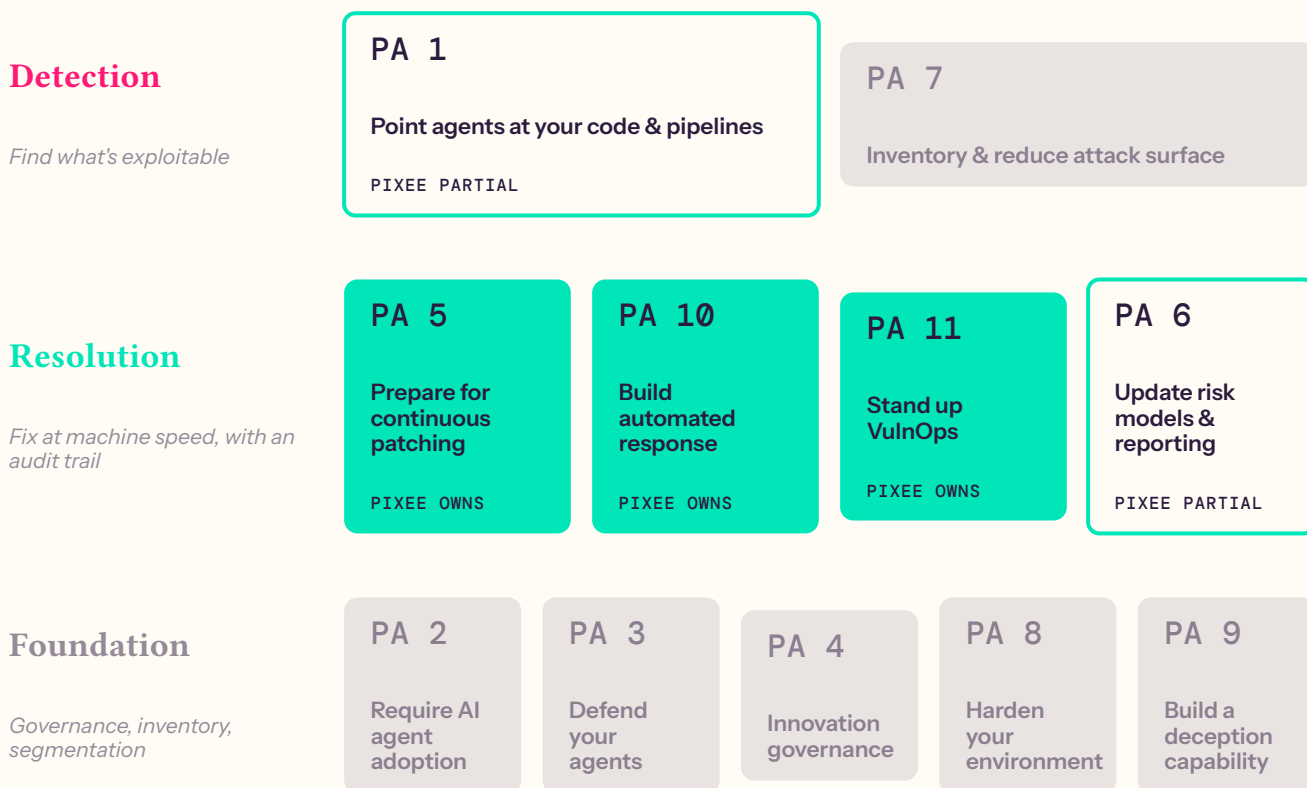 Detection
Find what's exploitable
PA 1
Point agents at your code & pipelines
PIXEE PARTIAL
PA 7
Inventory & reduce attack surface
Resolution
Fix at machine speed, with an
audit trail
PA 5
Prepare for
continuous
patching
PIXEE OWNS
PA 10
Build
automated
response
PIXEE OWNS
PA 11
Stand up
VulnOps
PIXEE OWNS
PA 6
Update risk
models &
reporting
PIXEE PARTIAL
Foundation
Governance, inventory,
segmentation
PA 2
Require AI
agent
adoption
PA 3
Defend
your
agents
PA 4
Innovation
governance
PA 8
Harden
your
environment
PA 9
Build a
deception
capability